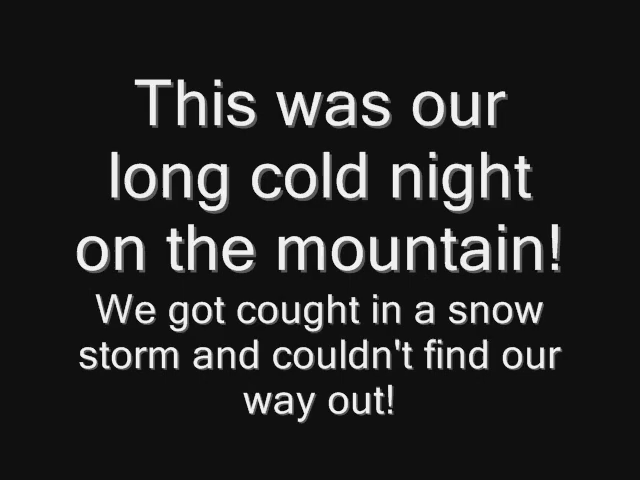 This was our
long cold night
on the mountain!
We got cought in a snow
storm and couldn't find our
way out!